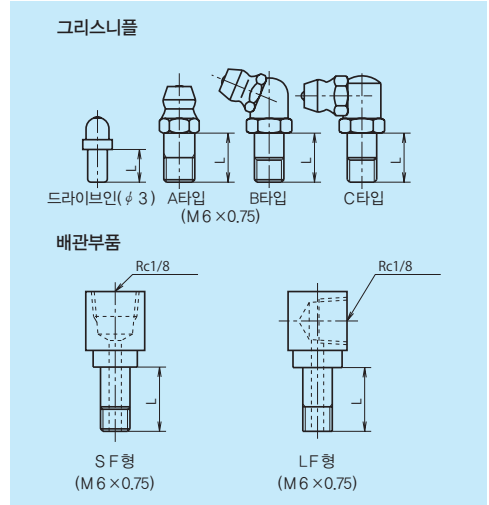 그리스니플
L L L L
드라이브인(φ3) A타입 B타입 C타입
(M6×0.75)
배관부품
Rc1/8 Rc1/8
L L
SF형 LF형
(M6×0.75) (M6×0.75)